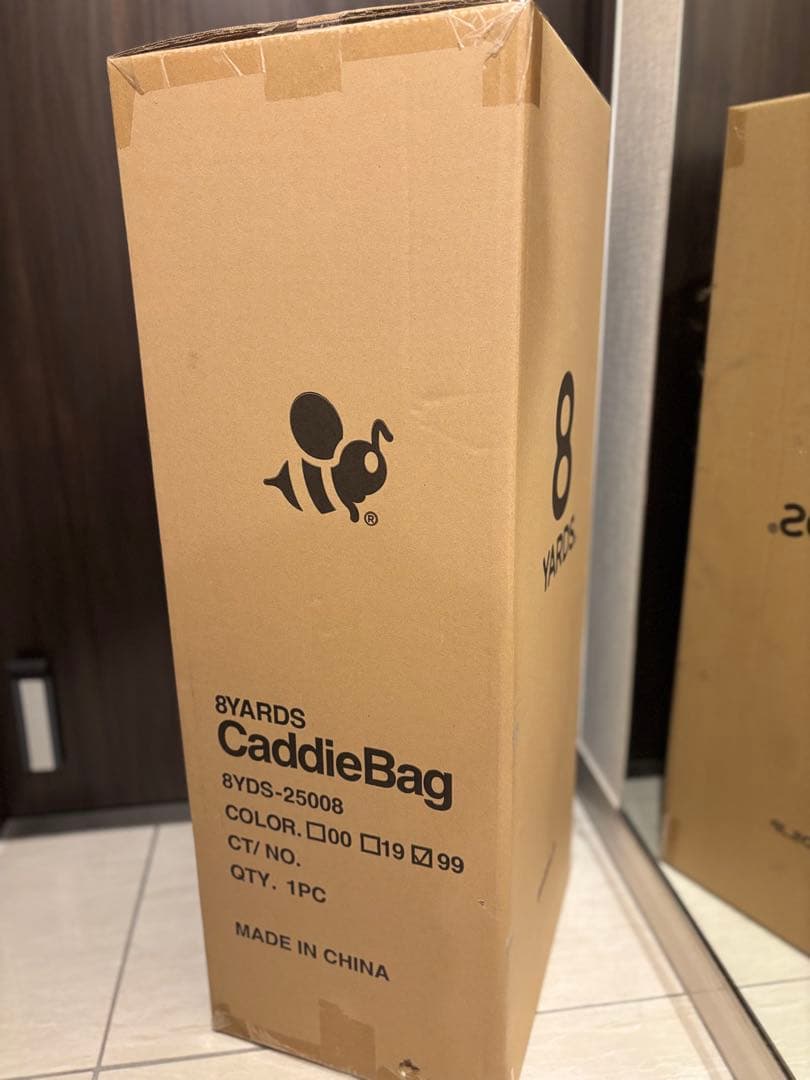 ®
8
YARDS.
8YARDS
CaddieBag
8YDS-25008
COLOR. ☐00 ☐19 ☑99
CT/ NO.
QTY. 1PC
MADE IN CHINA